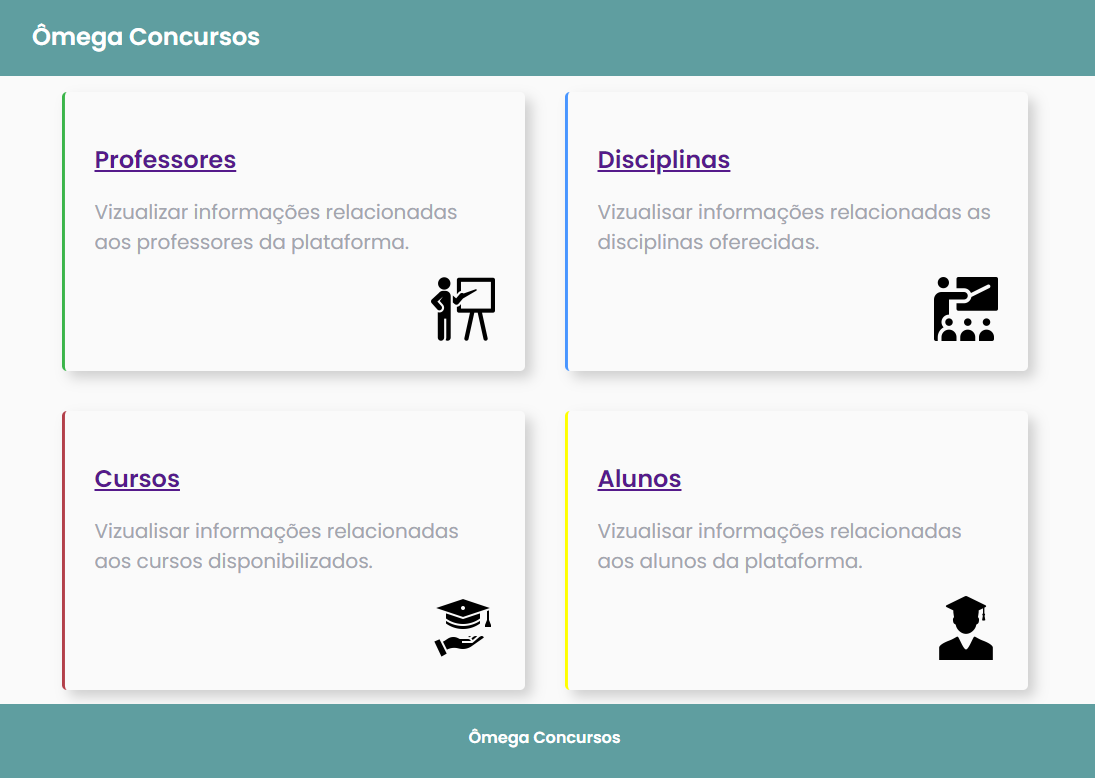 Ômega Concursos
Professores
Vizualizar informações relacionadas
aos professores da plataforma.
Disciplinas
Vizualisar informações relacionadas as
disciplinas oferecidas.
Cursos
Vizualisar informações relacionadas
aos cursos disponibilizados.
Alunos
Vizualisar informações relacionadas
aos alunos da plataforma.
Ômega Concursos